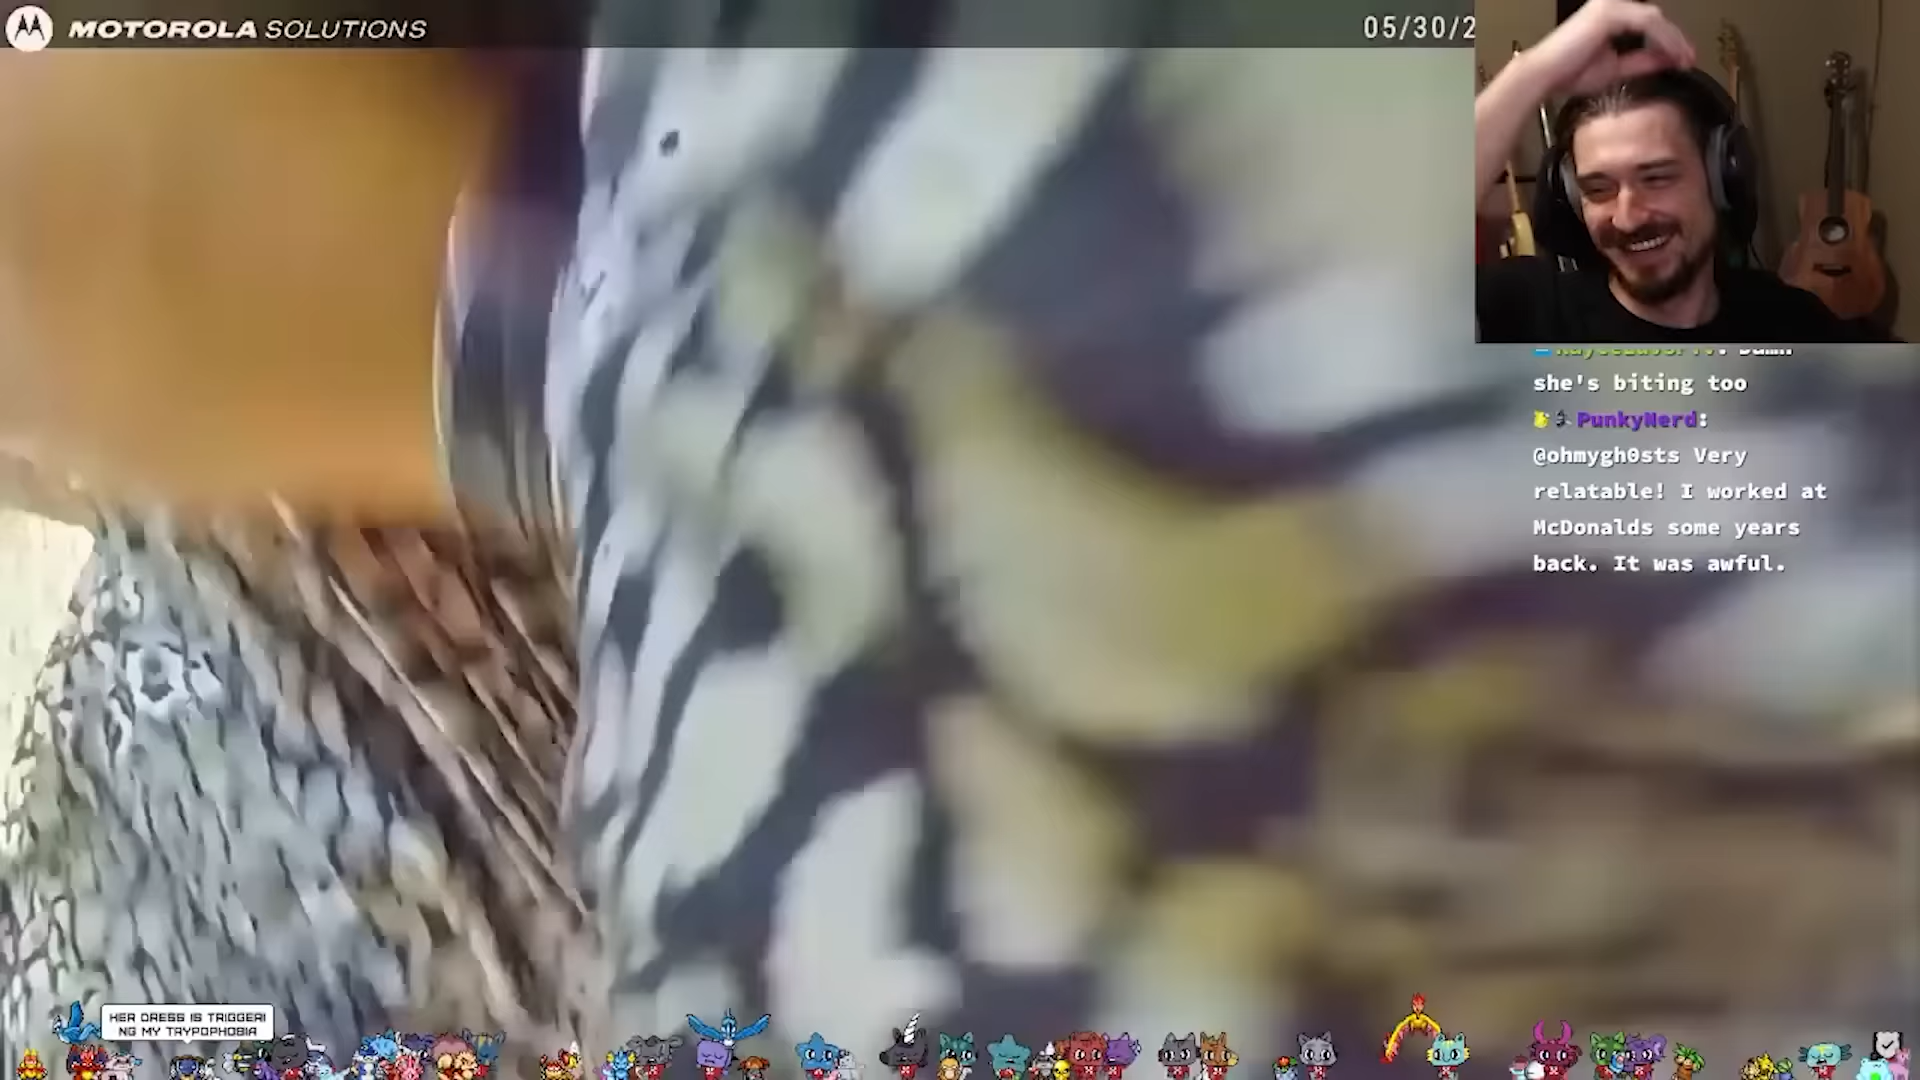 MOTOROLA SOLUTIONS
05/30/2
Damn
she's biting too
PunkyNerd:
@ohmygh0sts Very
relatable! I worked at
McDonalds some years
back. It was awful.
HER DRESS IS TRIGGERI
NG MY TRYPOPHOBIA